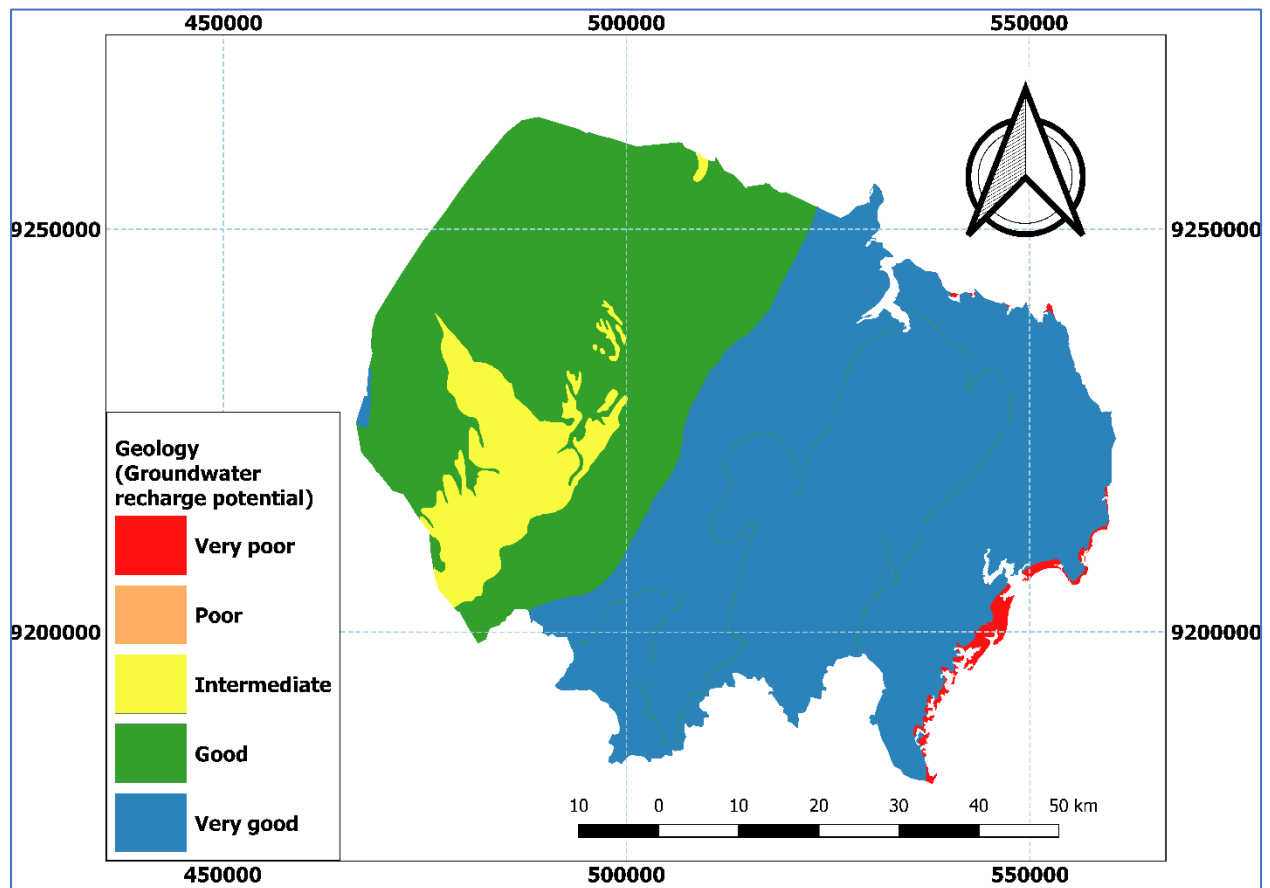 450000 500000 550000
9250000 9250000
Geology
(Groundwater
recharge potential)
Very poor
Poor
Intermediate
Good
Very good
9200000 9200000
10 0 10 20 30 40 50 km
450000 500000 550000